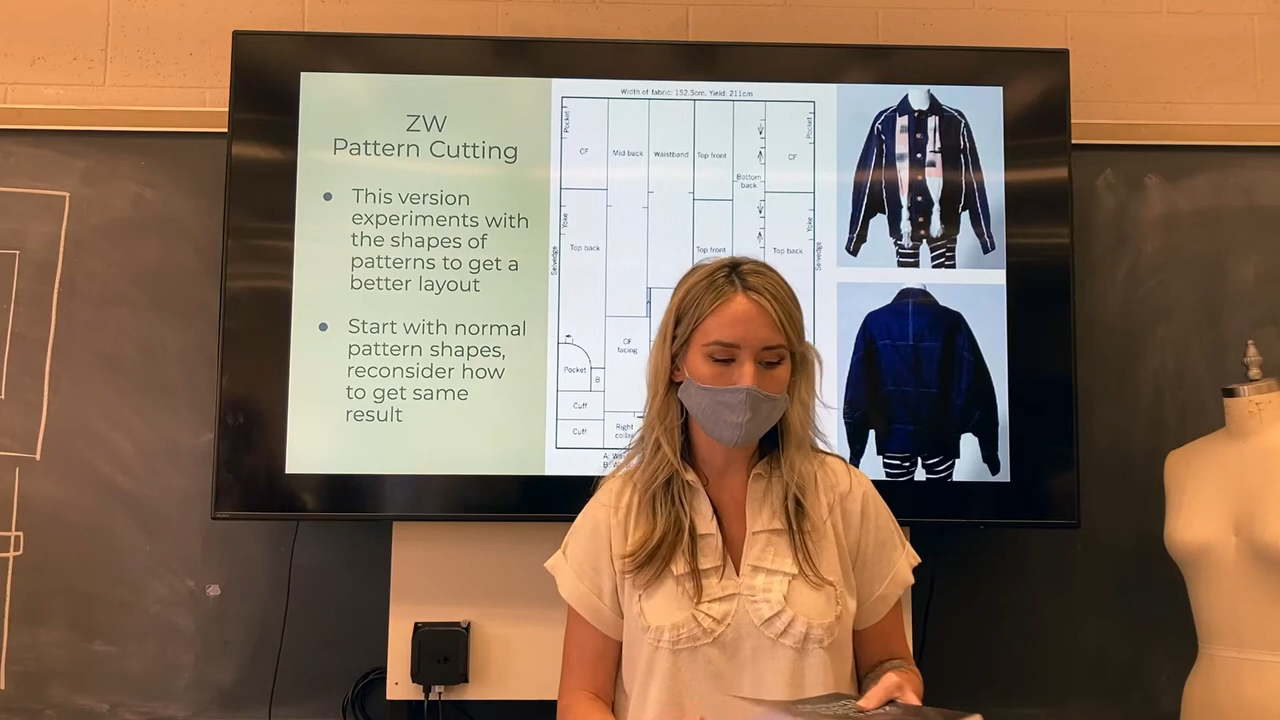 ZW
Pattern Cutting
This version
experiments with
the shapes of
patterns to get a
better layout
Start with normal
pattern shapes,
reconsider how
to get same
result
Width of fabric: 152.5cm. Yield: 211cm
Pocket
CF
Mid back
Waistband
Top front
Bottom
back
CF
Pocket
Yoke
Top back
Top front
Yoke
Top back
Selvedge
Selvedge
CF
facing
Pocket
B
Cuff
Cuff
Right
A:
B: